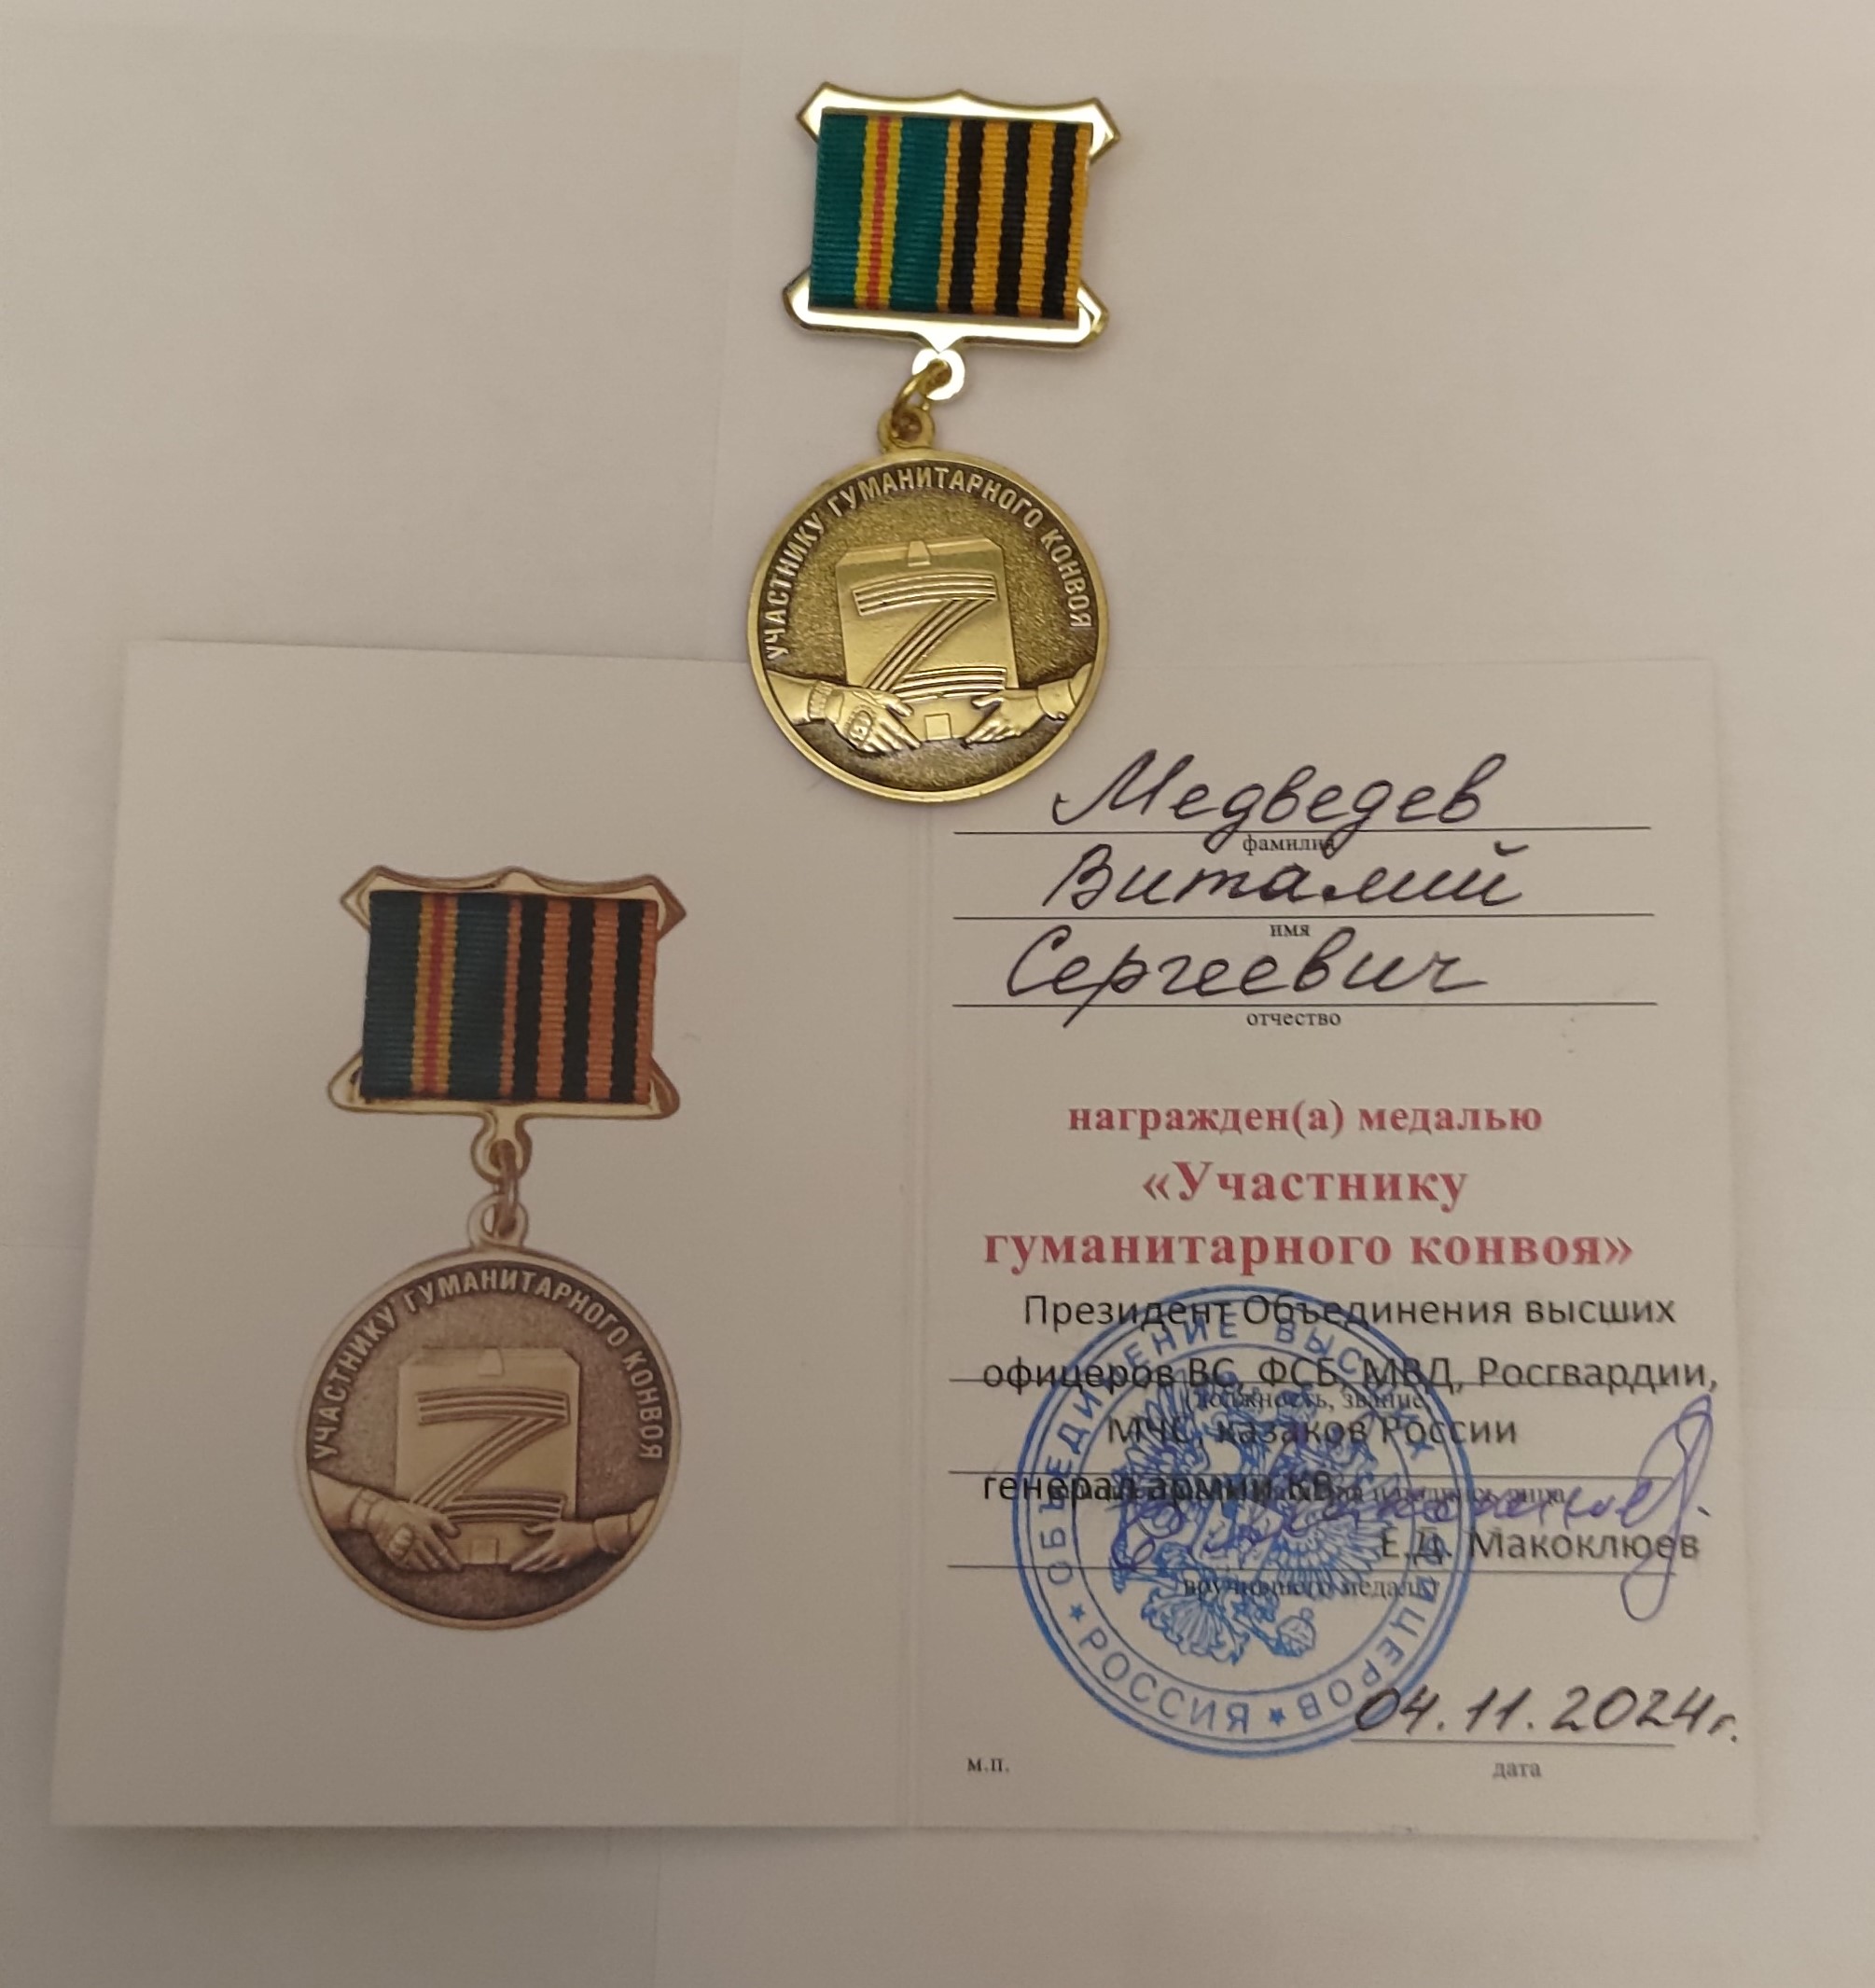 УЧАСТНИКУ ГУМАНИТАРНОГО КОНВОЯ
УЧАСТНИКУ ГУМАНИТАРНОГО КОНВОЯ
Медведев
фамилия
Виталий
имя
Сергеевич
отчество
награжден(а) медалью
«Участнику
гуманитарного конвоя»
Президент Объединения высших
офицеров ВС, ФСБ, МВД, Росгвардии,
(должность, звание,
МЧС, казаков России
генерал армии КВ
Е.Д. Макоклюев
вручившего медаль)
ОБЪЕДИНЕНИЕ ВЫСШИХ ОФИЦЕРОВ ★ РОССИЯ ★
04.11.2024г.
м.п.
дата